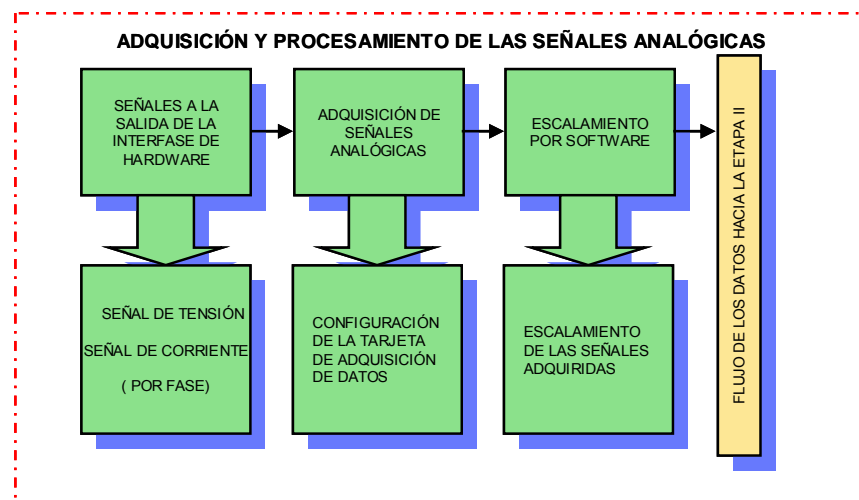 ADQUISICIÓN Y PROCESAMIENTO DE LAS SEÑALES ANALÓGICAS
SEÑALES A LA
SALIDA DE LA
INTERFASE DE
HARDWARE
ADQUISICIÓN DE
SEÑALES
ANALÓGICAS
ESCALAMIENTO
POR SOFTWARE
FLUJO DE LOS DATOS HACIA LA ETAPA II
SEÑAL DE TENSIÓN
SEÑAL DE CORRIENTE
( POR FASE)
CONFIGURACIÓN
DE LA TARJETA
DE ADQUISICIÓN
DE DATOS
ESCALAMIENTO
DE LAS SEÑALES
ADQUIRIDAS